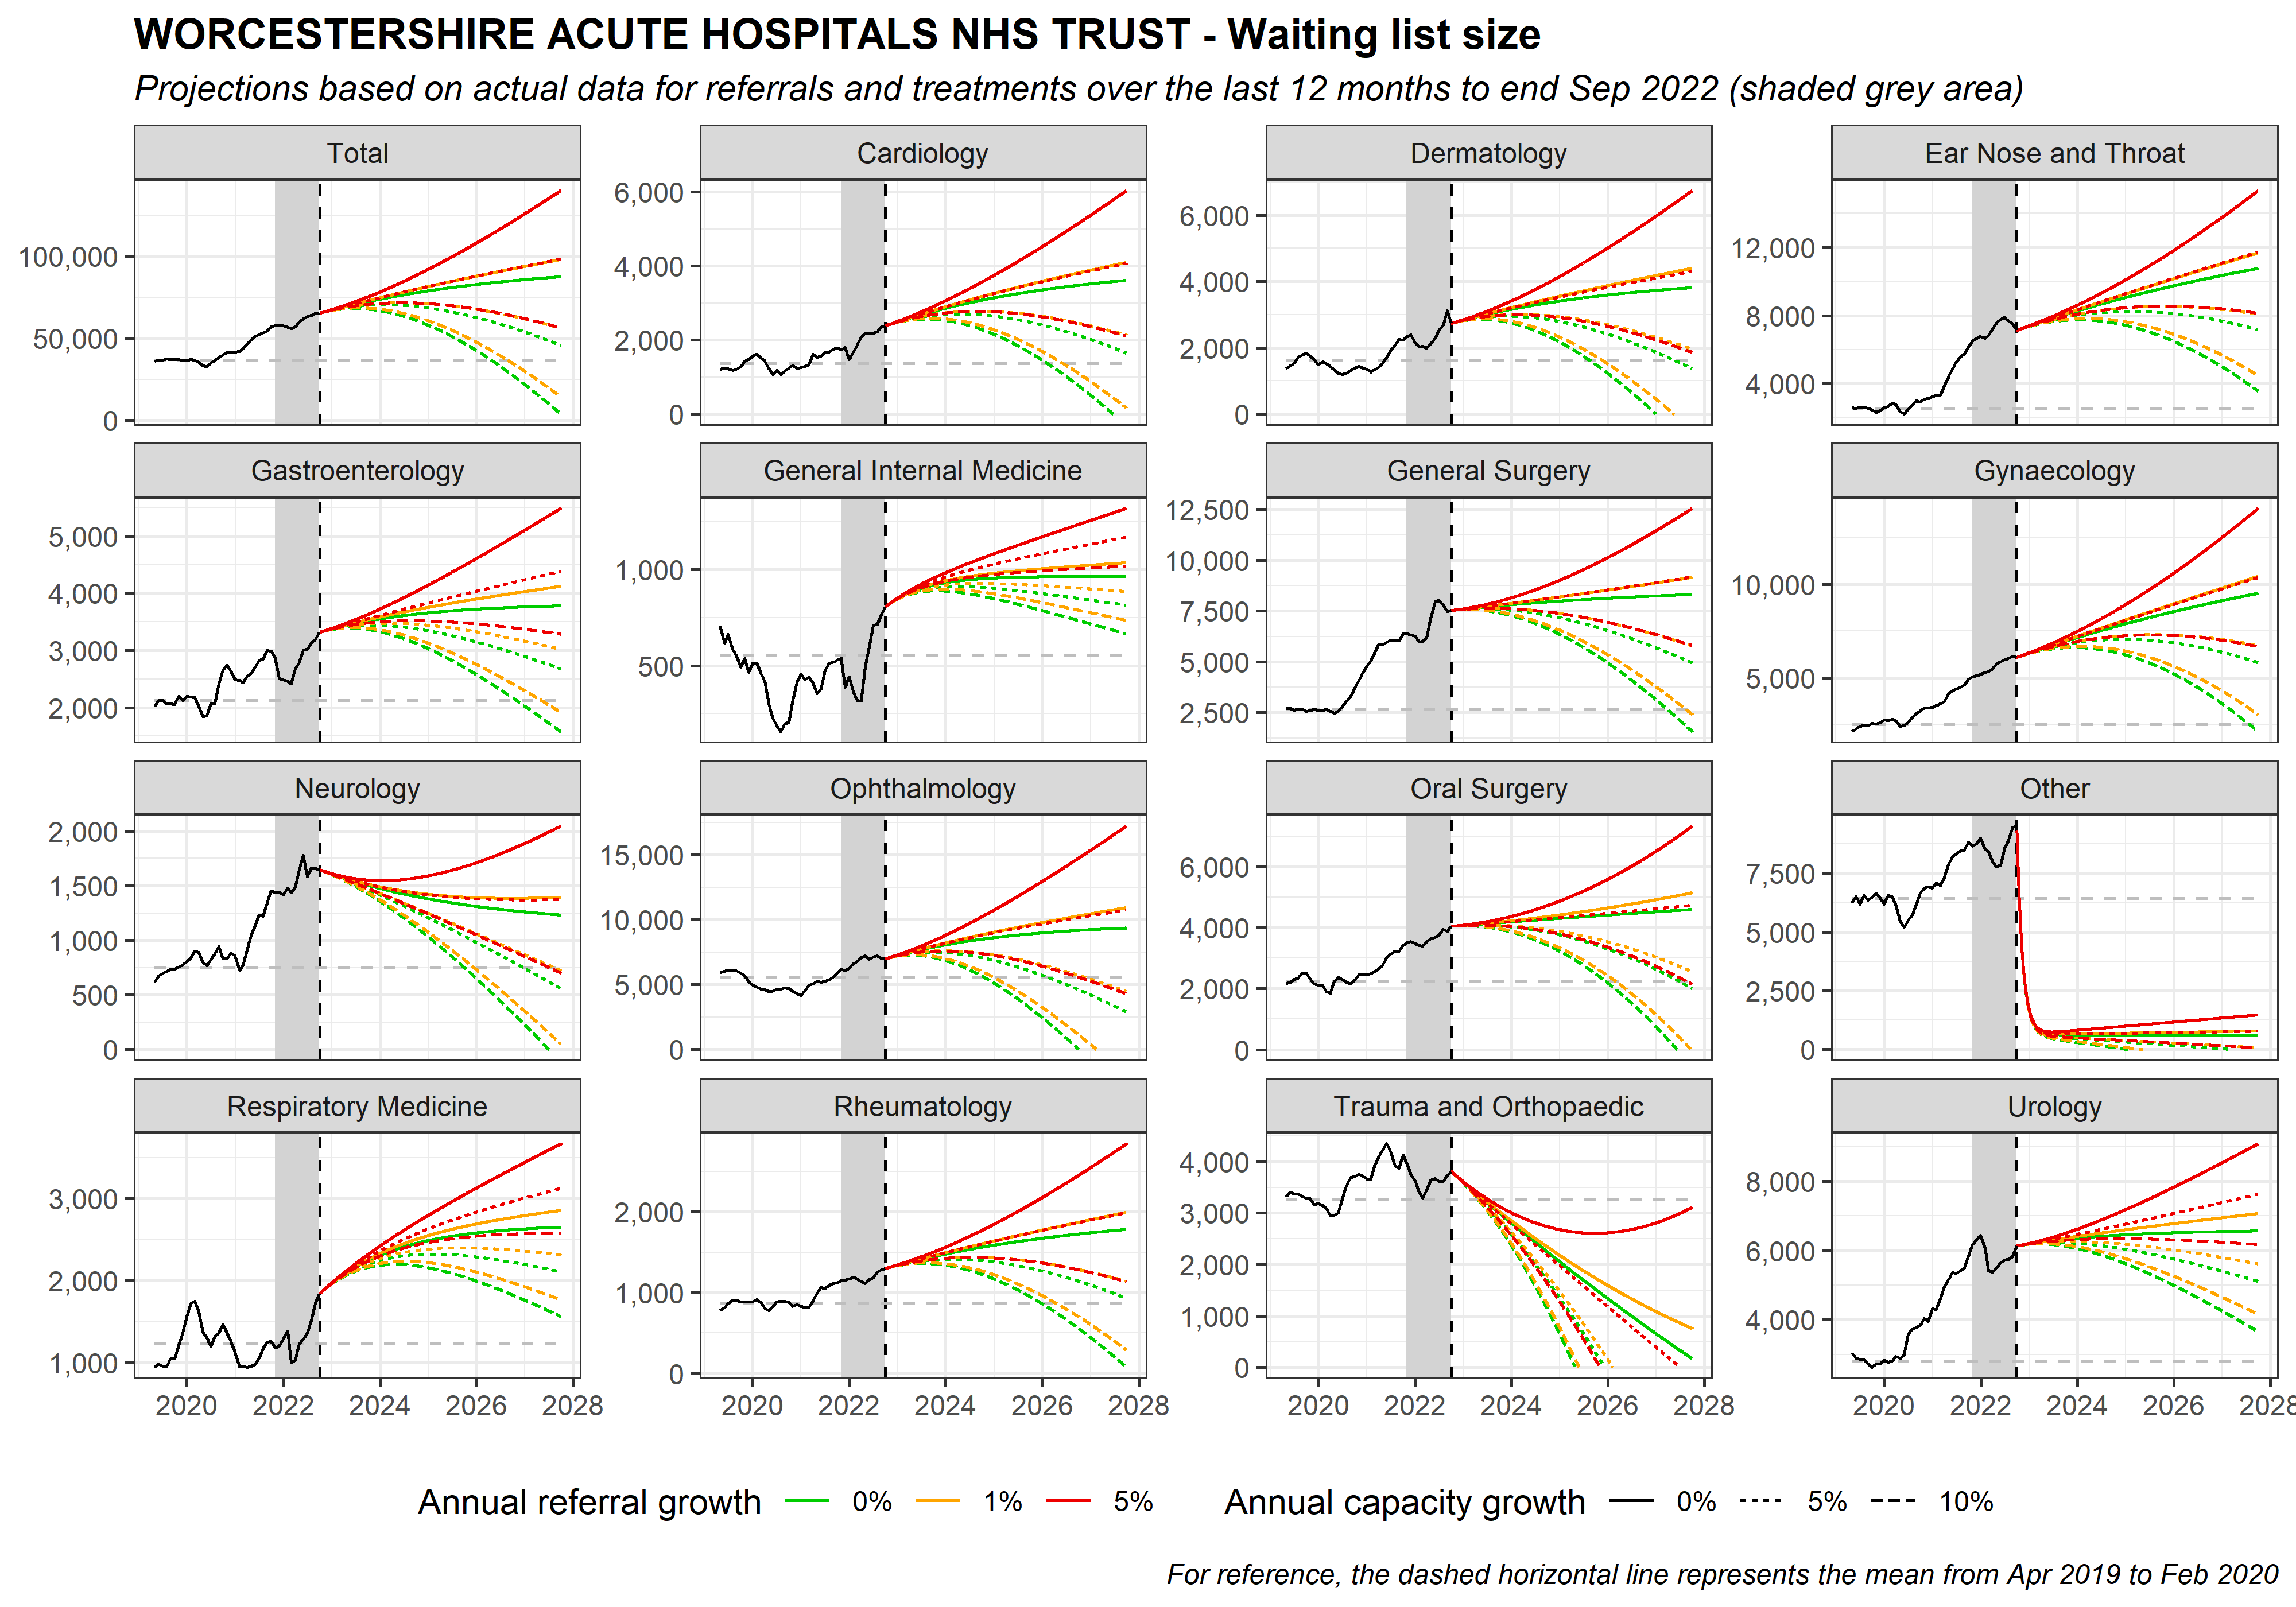 WORCESTERSHIRE ACUTE HOSPITALS NHS TRUST - Waiting list size
Projections based on actual data for referrals and treatments over the last 12 months to end Sep 2022 (shaded grey area)
Total
100,000
50,000
0
Cardiology
6,000
4,000
2,000
0
Dermatology
6,000
4,000
2,000
0
Ear Nose and Throat
12,000
8,000
4,000
Gastroenterology
5,000
4,000
3,000
2,000
General Internal Medicine
1,000
500
General Surgery
12,500
10,000
7,500
5,000
2,500
Gynaecology
10,000
5,000
Neurology
2,000
1,500
1,000
500
0
Ophthalmology
15,000
10,000
5,000
0
Oral Surgery
6,000
4,000
2,000
0
Other
7,500
5,000
2,500
0
Respiratory Medicine
3,000
2,000
1,000
2020 2022 2024 2026 2028
Rheumatology
2,000
1,000
0
2020 2022 2024 2026 2028
Trauma and Orthopaedic
4,000
3,000
2,000
1,000
0
2020 2022 2024 2026 2028
Urology
8,000
6,000
4,000
2020 2022 2024 2026 2028
Annual referral growth 0% 1% 5% Annual capacity growth 0% 5% 10%
For reference, the dashed horizontal line represents the mean from Apr 2019 to Feb 2020